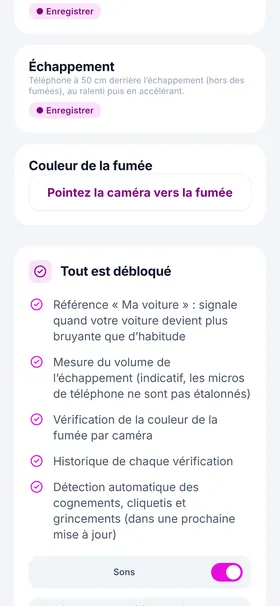 Enregistrer
Échappement
Téléphone à 50 cm derrière l’échappement (hors des
fumées), au ralenti puis en accélérant.
Enregistrer
Couleur de la fumée
Pointez la caméra vers la fumée
Tout est débloqué
Référence « Ma voiture » : signale
quand votre voiture devient plus
bruyante que d’habitude
Mesure du volume de
l’échappement (indicatif, les micros
de téléphone ne sont pas étalonnés)
Vérification de la couleur de la
fumée par caméra
Historique de chaque vérification
Détection automatique des
cognements, cliquetis et
grincements (dans une prochaine
mise à jour)
Sons